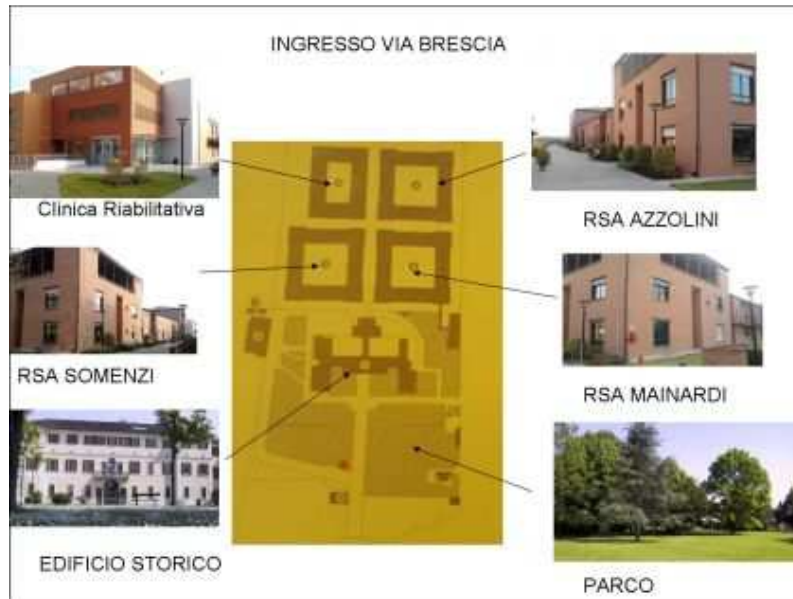 INGRESSO VIA BRESCIA
Clinica Riabilitativa
RSA AZZOLINI
RSA SOMENZI
RSA MAINARDI
EDIFICIO STORICO
PARCO